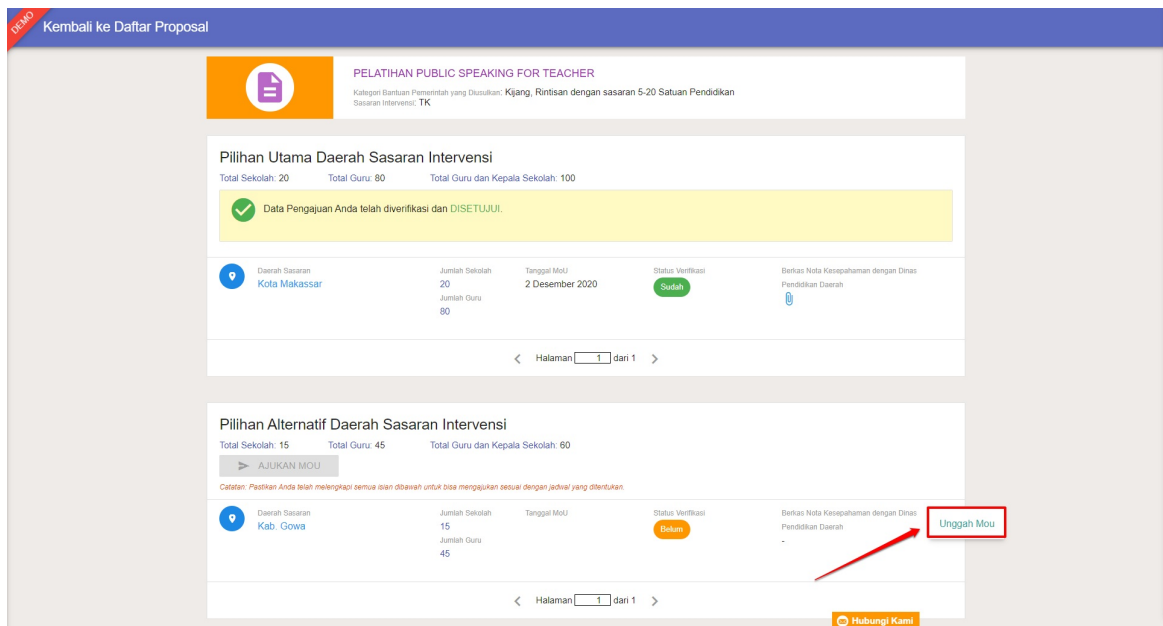 DEMO
Kembali ke Daftar Proposal
PELATIHAN PUBLIC SPEAKING FOR TEACHER
Kategori Bantuan Pemerintah yang Diusulkan: Kijang, Rintisan dengan sasaran 5-20 Satuan Pendidikan
Sasaran Intervensi: TK
Pilihan Utama Daerah Sasaran Intervensi
Total Sekolah: 20 Total Guru: 80 Total Guru dan Kepala Sekolah: 100
Data Pengajuan Anda telah diverifikasi dan DISETUJUI.
Daerah Sasaran Jumlah Sekolah Tanggal MoU Status Verifikasi Berkas Nota Kesepahaman dengan Dinas
Kota Makassar 20 2 Desember 2020 Sudah Pendidikan Daerah
Jumlah Guru
80
Halaman 1 dari 1
Pilihan Alternatif Daerah Sasaran Intervensi
Total Sekolah: 15 Total Guru: 45 Total Guru dan Kepala Sekolah: 60
AJUKAN MOU
Catatan: Pastikan Anda telah melengkapi semua isian dibawah untuk bisa mengajukan sesuai dengan jadwal yang ditentukan.
Daerah Sasaran Jumlah Sekolah Tanggal MoU Status Verifikasi Berkas Nota Kesepahaman dengan Dinas
Kab. Gowa 15 Belum Pendidikan Daerah Unggah Mou
Jumlah Guru -
45
Halaman 1 dari 1
Hubungi Kami